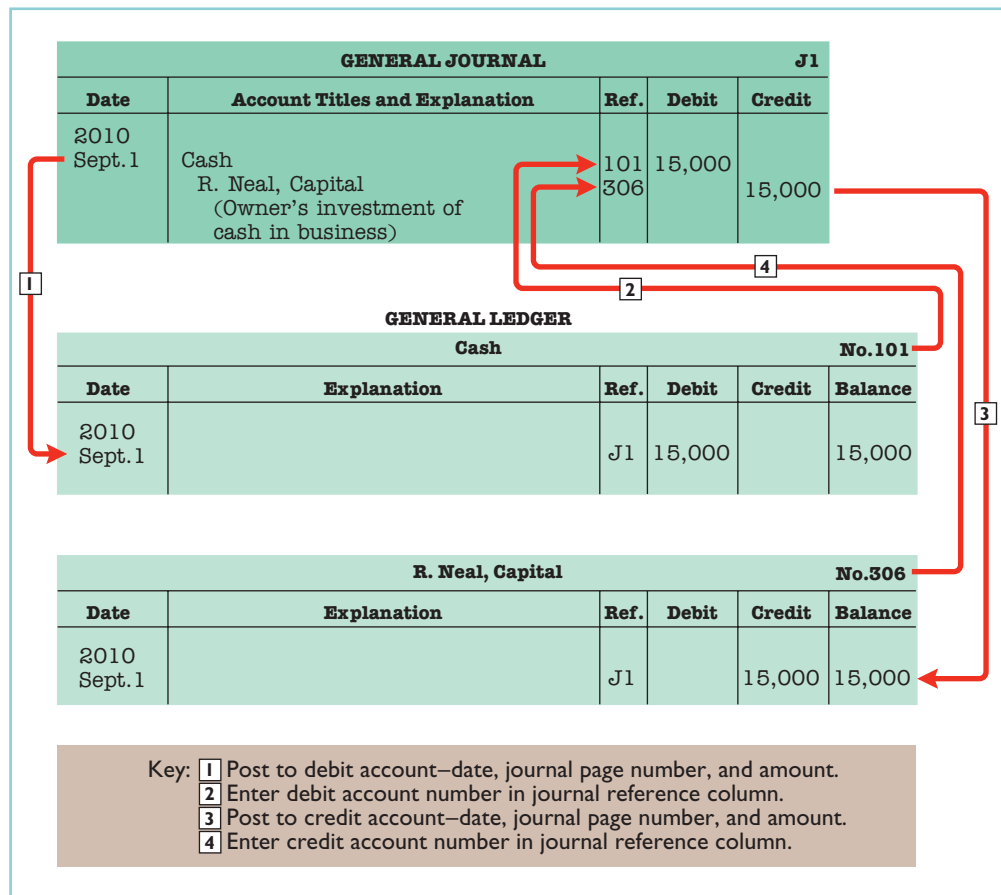 GENERAL JOURNAL J1
Date Account Titles and Explanation Ref. Debit Credit
2010
Sept.1 Cash 101 15,000
R. Neal, Capital 306 15,000
(Owner's investment of
cash in business)
4
1
2
GENERAL LEDGER
Cash No.101
Date Explanation Ref. Debit Credit Balance
3
2010
Sept.1 J1 15,000 15,000
R. Neal, Capital No.306
Date Explanation Ref. Debit Credit Balance
2010
Sept.1 J1 15,000 15,000
Key: 1 Post to debit account–date, journal page number, and amount.
2 Enter debit account number in journal reference column.
3 Post to credit account–date, journal page number, and amount.
4 Enter credit account number in journal reference column.